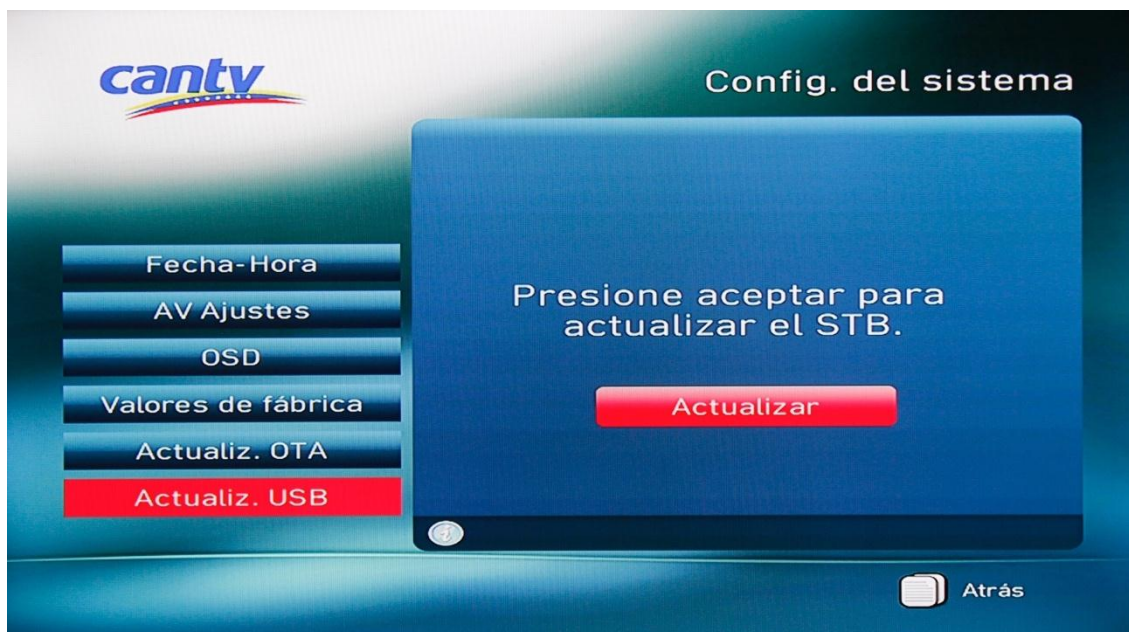 cantv
Config. del sistema
Fecha-Hora
AV Ajustes
OSD
Valores de fábrica
Actualiz. OTA
Actualiz. USB
Presione aceptar para
actualizar el STB.
Actualizar
i
Atrás